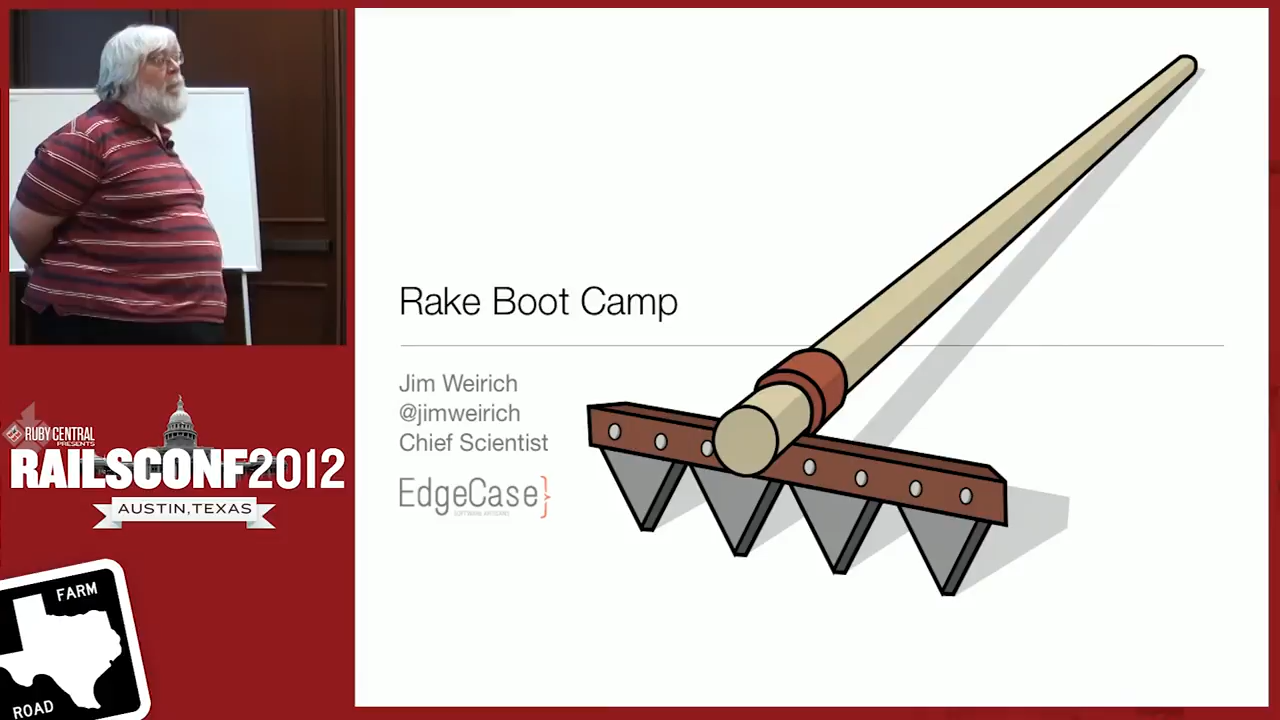 Rake Boot Camp
Jim Weirich
@jimweirich
Chief Scientist
EdgeCase
RUBY CENTRAL
PRESENTS
RAILSCONF2012
AUSTIN, TEXAS
FARM
ROAD